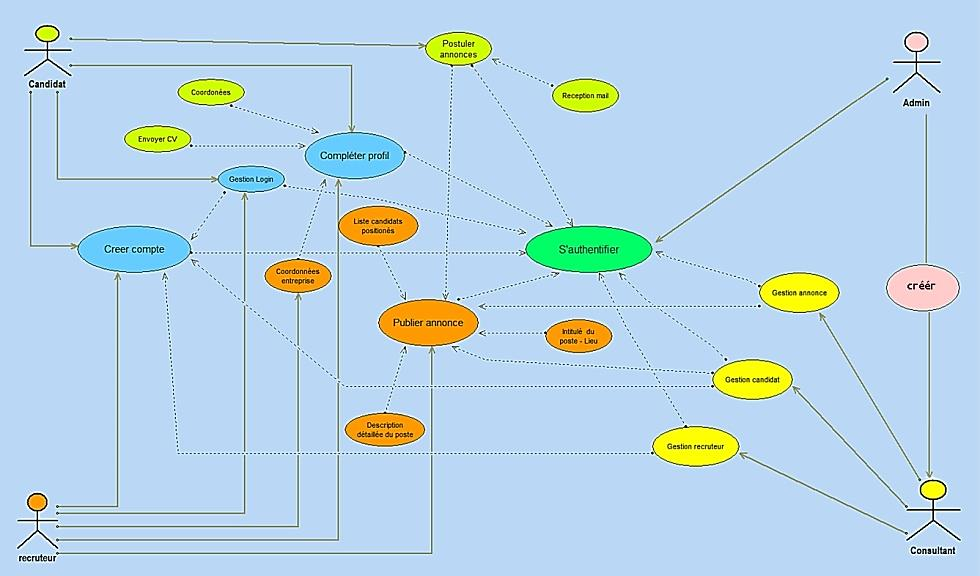 Postuler
annonces
Candidat
Coordonées
Reception mail
Admin
Envoyer CV
Compléter profil
Gestion Login
Liste candidats
positionés
Creer compte
S'authentifier
Coordonnées
entreprise
créér
Gestion annonce
Publier annonce
Intitulé du
poste - Lieu
Gestion candidat
Description
détaillée du poste
Gestion recruteur
recruteur
Consultant